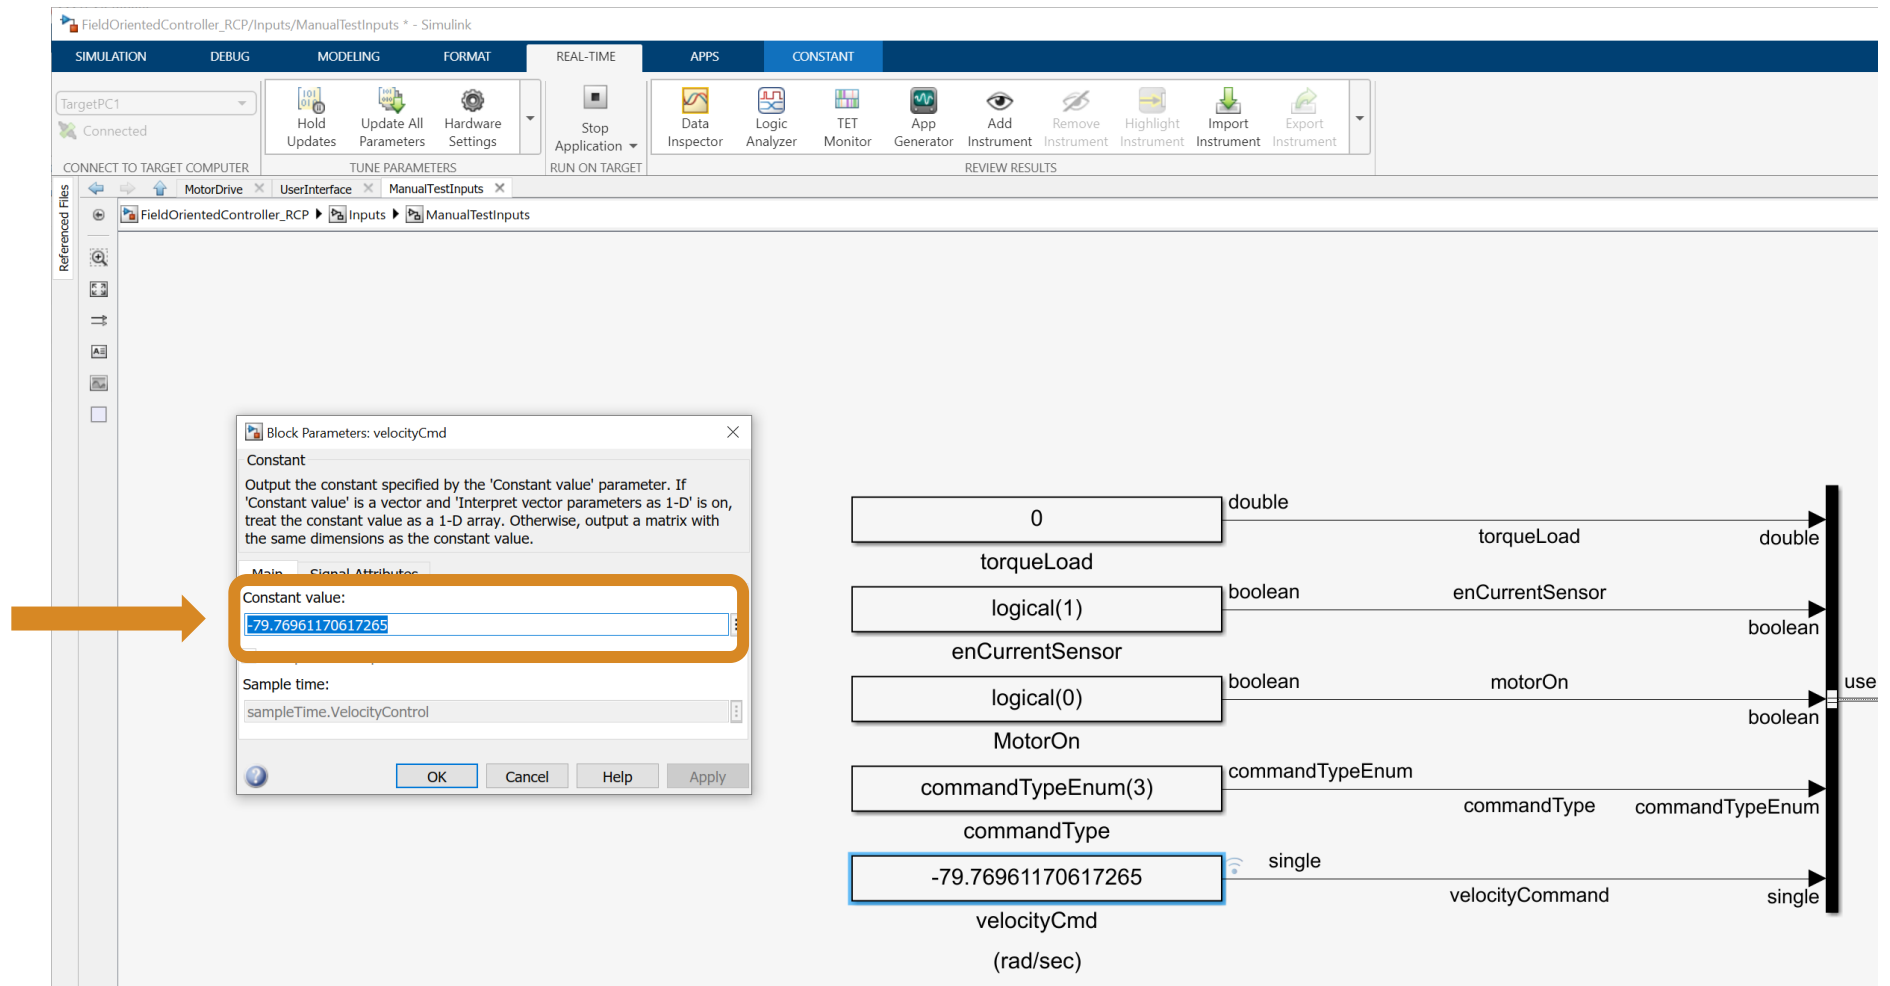 FieldOrientedController_RCP/Inputs/ManualTestInputs * - Simulink
SIMULATION DEBUG MODELING FORMAT REAL-TIME APPS CONSTANT
TargetPC1
Connected
Hold Updates
Update All Parameters
Hardware Settings
Stop Application
Data Inspector
Logic Analyzer
TET Monitor
App Generator
Add Instrument
Remove Instrument
Highlight Instrument
Import Instrument
Export Instrument
CONNECT TO TARGET COMPUTER TUNE PARAMETERS RUN ON TARGET REVIEW RESULTS
Referenced Files
MotorDrive UserInterface ManualTestInputs
FieldOrientedController_RCP Inputs ManualTestInputs
Block Parameters: velocityCmd
Constant
Output the constant specified by the 'Constant value' parameter. If
'Constant value' is a vector and 'Interpret vector parameters as 1-D' is on,
treat the constant value as a 1-D array. Otherwise, output a matrix with
the same dimensions as the constant value.
Main Signal Attributes
Constant value:
-79.76961170617265
Sample time:
sampleTime.VelocityControl
OK Cancel Help Apply
0
double
torqueLoad
double
torqueLoad
logical(1)
boolean
enCurrentSensor
boolean
enCurrentSensor
logical(0)
boolean
motorOn
boolean
MotorOn
use
commandTypeEnum(3)
commandTypeEnum
commandType
commandTypeEnum
commandType
-79.76961170617265
single
velocityCommand
single
velocityCmd
(rad/sec)